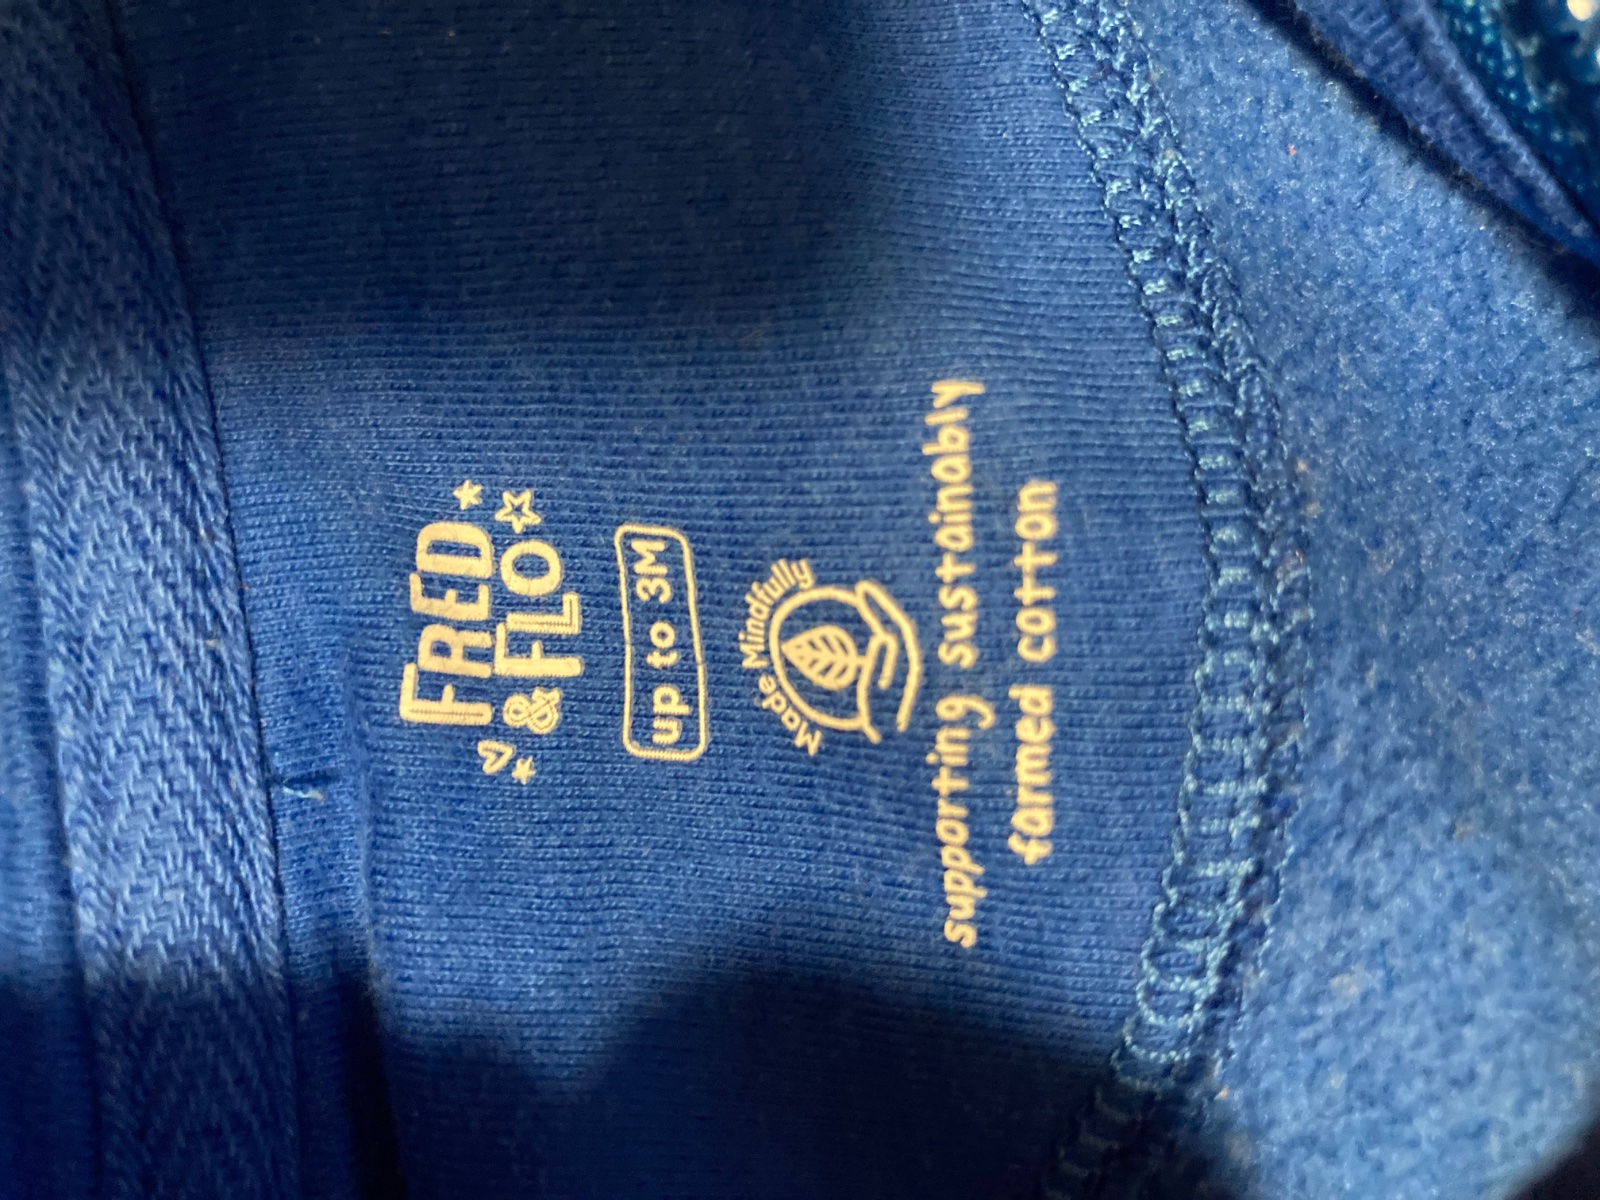 FRED
& FLO
up to 3M
Made Mindfully
supporting sustainably
farmed cotton